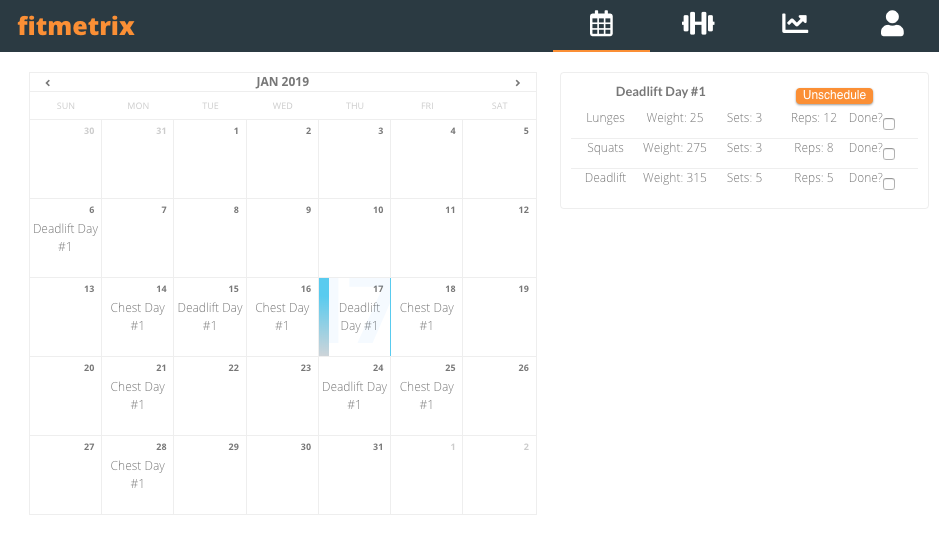 fitmetrix
JAN 2019
SUN MON TUE WED THU FRI SAT
30 31 1 2 3 4 5
6 7 8 9 10 11 12
Deadlift Day
#1
13 14 15 16 17 18 19
Chest Day Deadlift Day Chest Day Deadlift Chest Day
#1 #1 #1 Day #1 #1
20 21 22 23 24 25 26
Chest Day Deadlift Day Chest Day
#1 #1 #1
27 28 29 30 31 1 2
Chest Day
#1
Deadlift Day #1 Unschedule
Lunges Weight: 25 Sets: 3 Reps: 12 Done?
Squats Weight: 275 Sets: 3 Reps: 8 Done?
Deadlift Weight: 315 Sets: 5 Reps: 5 Done?